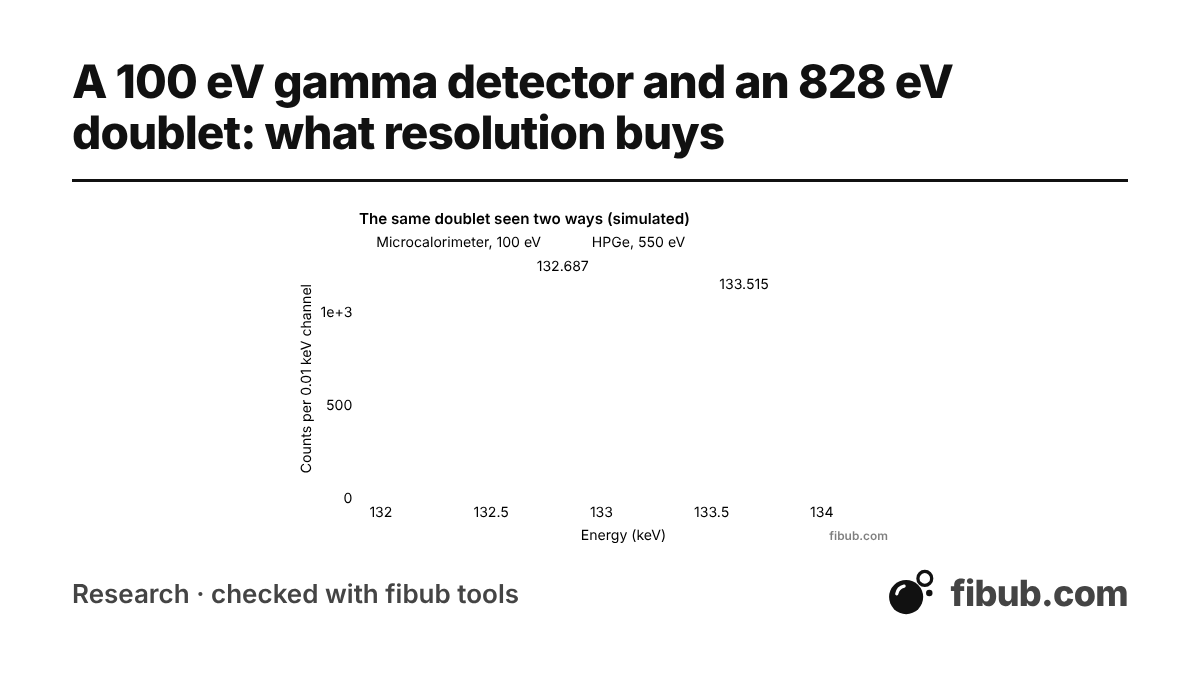 A 100 eV gamma detector and an 828 eV
doublet: what resolution buys
The same doublet seen two ways (simulated)
Microcalorimeter, 100 eV
HPGe, 550 eV
132.687
133.515
Counts per 0.01 keV channel
1e+3
500
0
132
132.5
133
133.5
134
Energy (keV)
fibub.com
Research · checked with fibub tools
fibub.com